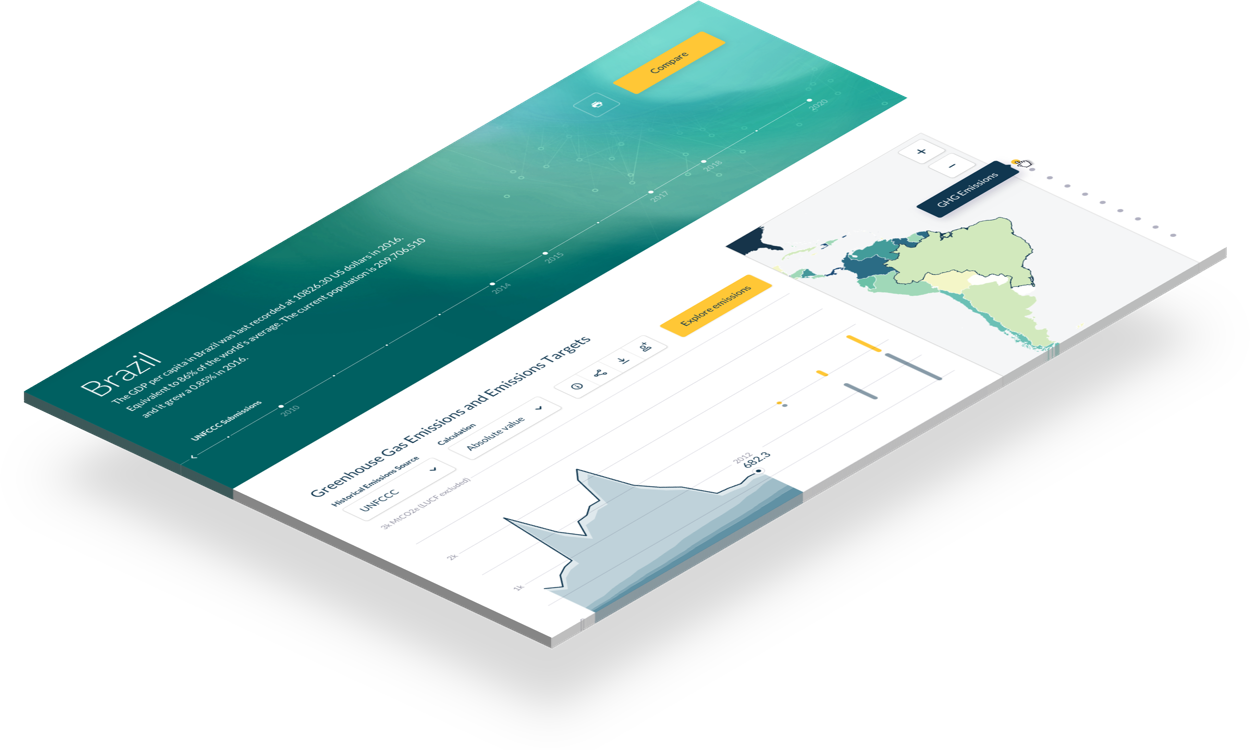 Compare
Brazil
The GDP per capita in Brazil was last recorded at 10826.30 US dollars in 2016.
Equivalent to 86% of the world's average. The current population is 209,706,510
and it grew a 0.85% in 2016.
UNFCCC Submissions
2010
2014
2015
2017
2018
2020
Greenhouse Gas Emissions and Emissions Targets
Historical Emissions Source
UNFCCC
Calculation
Absolute value
Explore emissions
3k MtCO2e (LUCF excluded)
2k
1k
2012
682.3
+
-
GHG Emissions